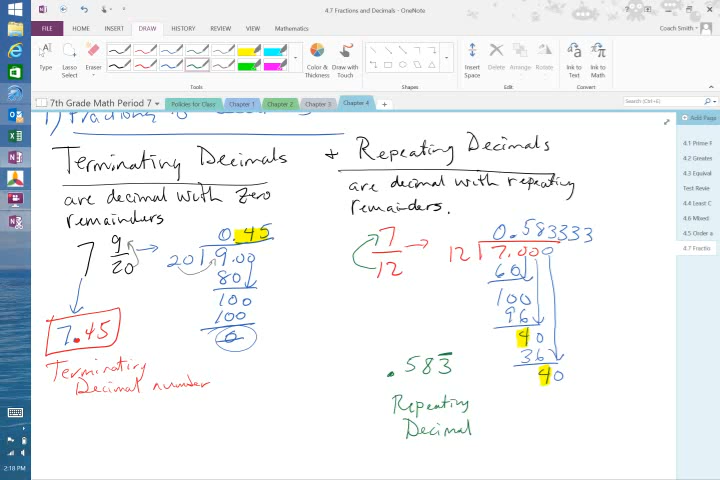 4.7 Fractions and Decimals - OneNote
FILE HOME INSERT DRAW HISTORY REVIEW VIEW Mathematics
Coach Smith
Type
Lasso Select
Eraser
Color & Thickness
Insert Space
Delete
Arrange
Rotate
Ink to Text
Ink to Math
Tools
Shapes
Edit
Convert
7th Grade Math Period 7
Policies for Class
Chapter 1
Chapter 2
Chapter 3
Chapter 4
Search (Ctrl+E)
Add Page
4.1 Prime F
4.2 Greates
4.3 Equival
Test Revie
4.4 Least C
4.6 Mixed
4.5 Order a
4.7 Fractio
Terminating Decimals + Repeating Decimals
are decimal with zero
remainders
are decimal with repeating
remainders.
7 9/20 →
0.45
20 9.00
80
100
100
0
7.45
Terminating
Decimal number
7/12 →
0.583333
12 7.000
60
100
96
40
36
40
.583̅
Repeating
Decimal
2:18 PM